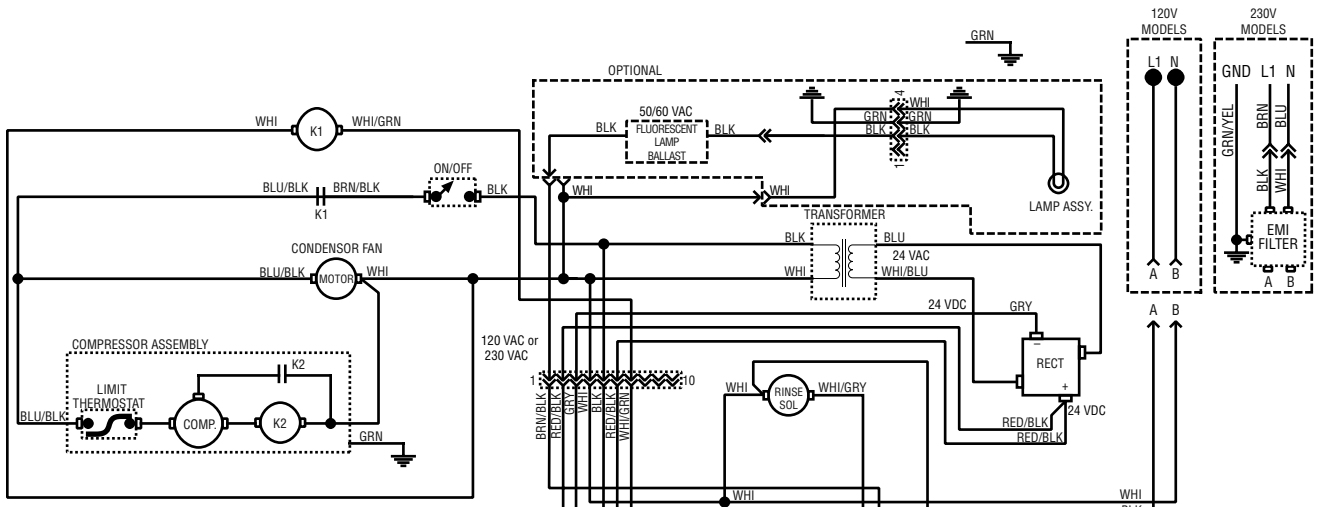 120V
MODELS
230V
MODELS
GRN
L1 N
GND L1 N
OPTIONAL
50/60 VAC
BLK
FLUORESCENT
LAMP
BALLAST
BLK
4
WHI
GRN GRN
BLK BLK
1
WHI
K1
WHI/GRN
GRN/YEL
BRN
BLU
BLK
WHI
ON/OFF
BLU/BLK
BRN/BLK
BLK
K1
WHI
WHI
LAMP ASSY.
TRANSFORMER
EMI
FILTER
BLK
BLU
24 VAC
WHI
WHI/BLU
CONDENSOR FAN
BLU/BLK
MOTOR
WHI
A B
A B
24 VDC
GRY
A B
120 VAC or
230 VAC
–
RECT
+
24 VDC
COMPRESSOR ASSEMBLY
K2
LIMIT
THERMOSTAT
BLU/BLK
COMP.
K2
GRN
1
10
BRN/BLK
RED/BLK
GRY
WHI
BLK
RED/BLK
WHI/GRN
WHI
RINSE
SOL
WHI/GRY
RED/BLK
RED/BLK
WHI
WHI